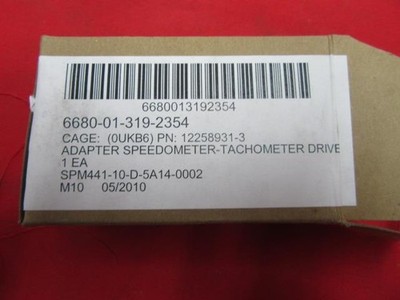 6680013192354
6680-01-319-2354
CAGE: (0UKB6) PN: 12258931-3
ADAPTER SPEEDOMETER-TACHOMETER DRIVE
1 EA
SPM441-10-D-5A14-0002
M10 05/2010